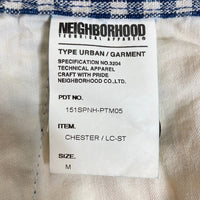 NEIGHBORHOOD
TECHNICAL APPAREL
TYPE URBAN / GARMENT
SPECIFICATION NO.3204
TECHNICAL APPAREL
CRAFT WITH PRIDE
NEIGHBORHOOD CO., LTD.
PDT NO.
151SPNH-PTM05
ITEM.
CHESTER / LC-ST
SIZE.
M